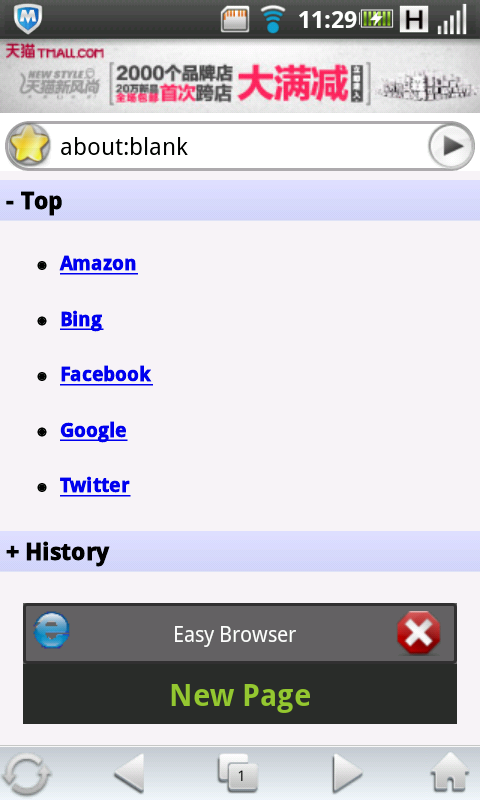 11:29 H
天猫 TMALL.COM
NEW STYLE
天猫新风尚
2000个品牌店
20万新品
全场包邮 首次跨店
大满减
about:blank
- Top
Amazon
Bing
Facebook
Google
Twitter
+ History
Easy Browser
New Page
1